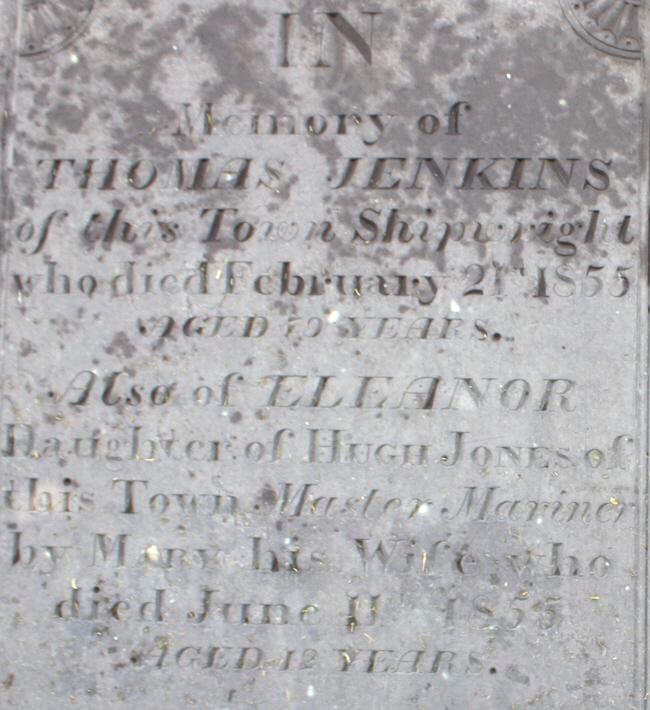 IN
Memory of
THOMAS JENKINS
of this Town Shipwright
who died February 21st 1855
AGED YEARS.
Also of ELEANOR
Daughter of HUGH JONES of
this Town Master Mariner
by MARY his Wife who
died June 11th 1855
AGED 12 YEARS.